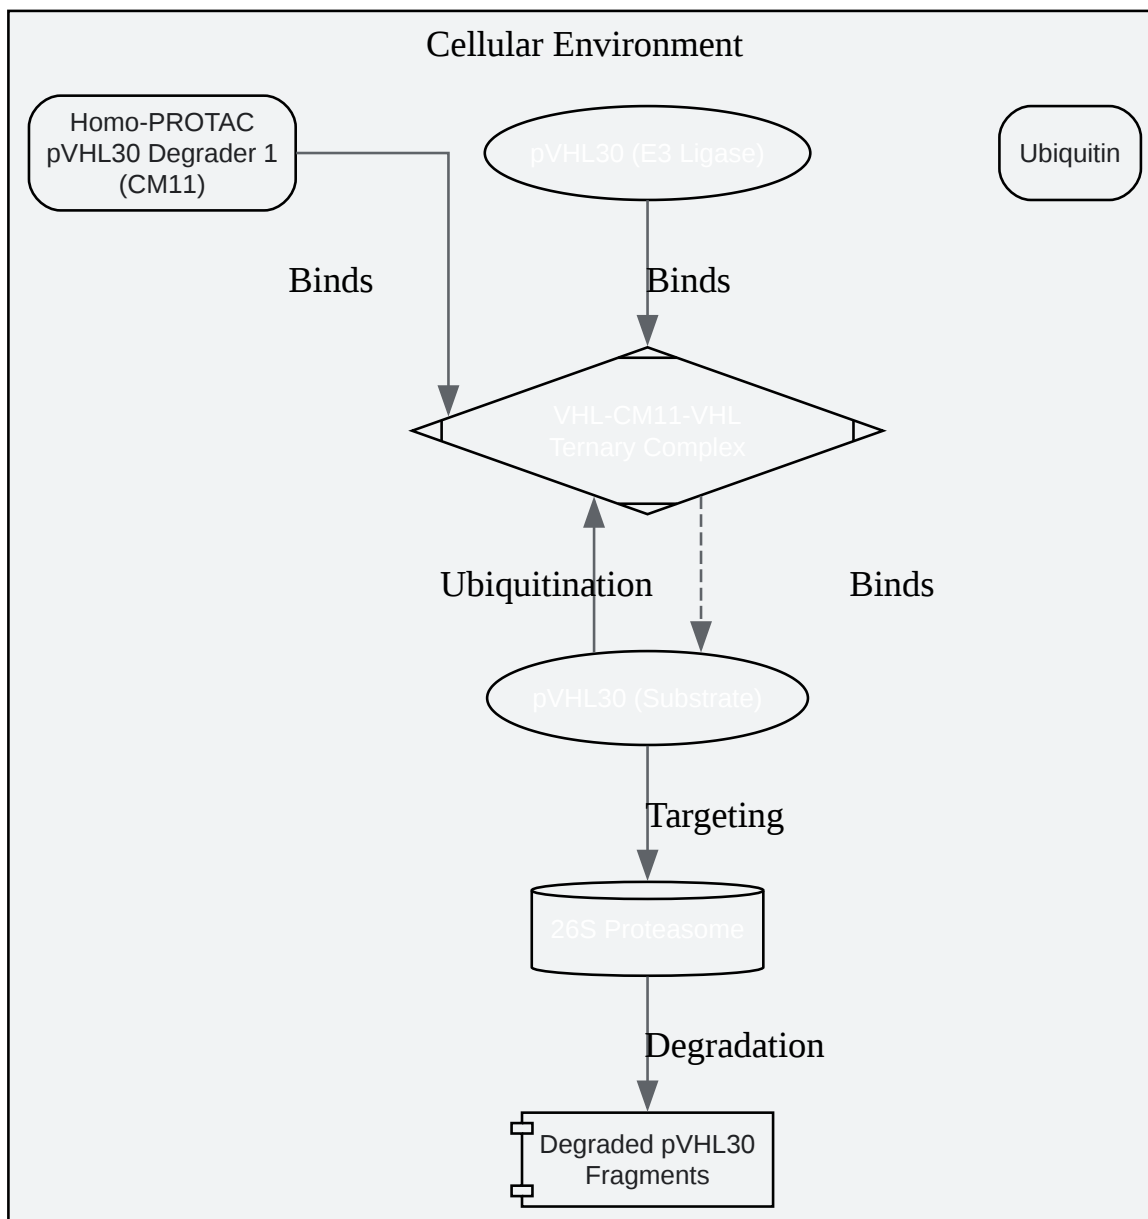 Cellular Environment
Homo-PROTAC
pVHL30 Degrader 1
(CM11)
pVHL30 (E3 Ligase)
Ubiquitin
Binds
Binds
VHL-CM11-VHL
Ternary Complex
Ubiquitination
Binds
pVHL30 (Substrate)
Targeting
26S Proteasome
Degradation
Degraded pVHL30
Fragments